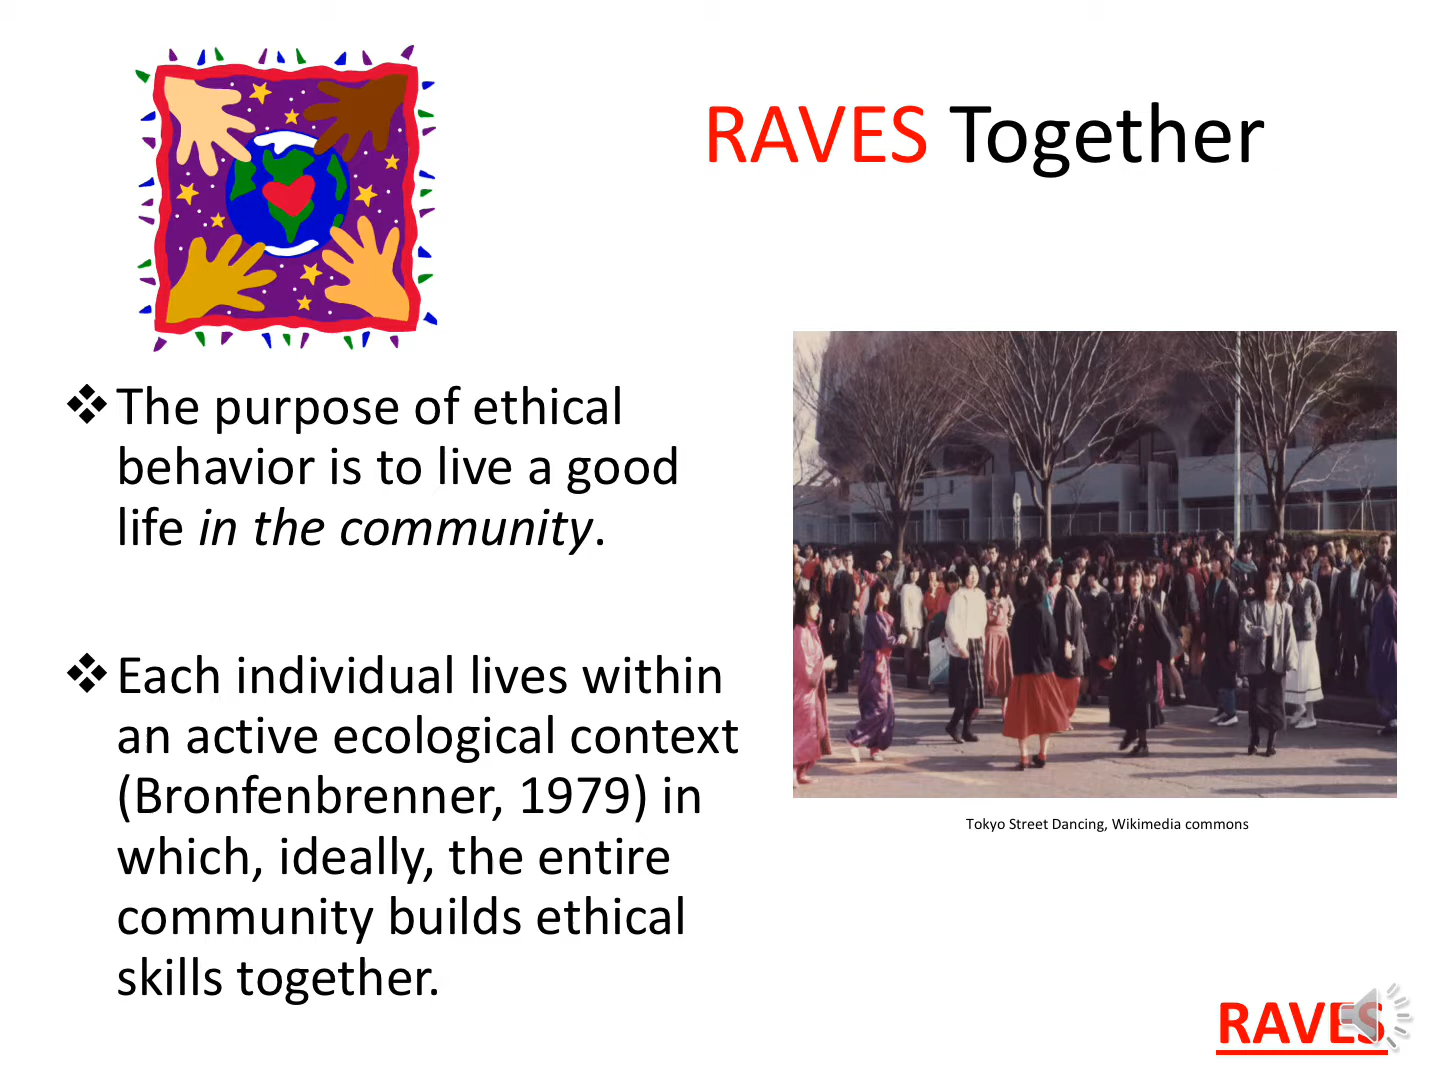 RAVES Together
❖ The purpose of ethical
behavior is to live a good
life in the community.
❖ Each individual lives within
an active ecological context
(Bronfenbrenner, 1979) in
which, ideally, the entire
community builds ethical
skills together.
Tokyo Street Dancing, Wikimedia commons
RAVES